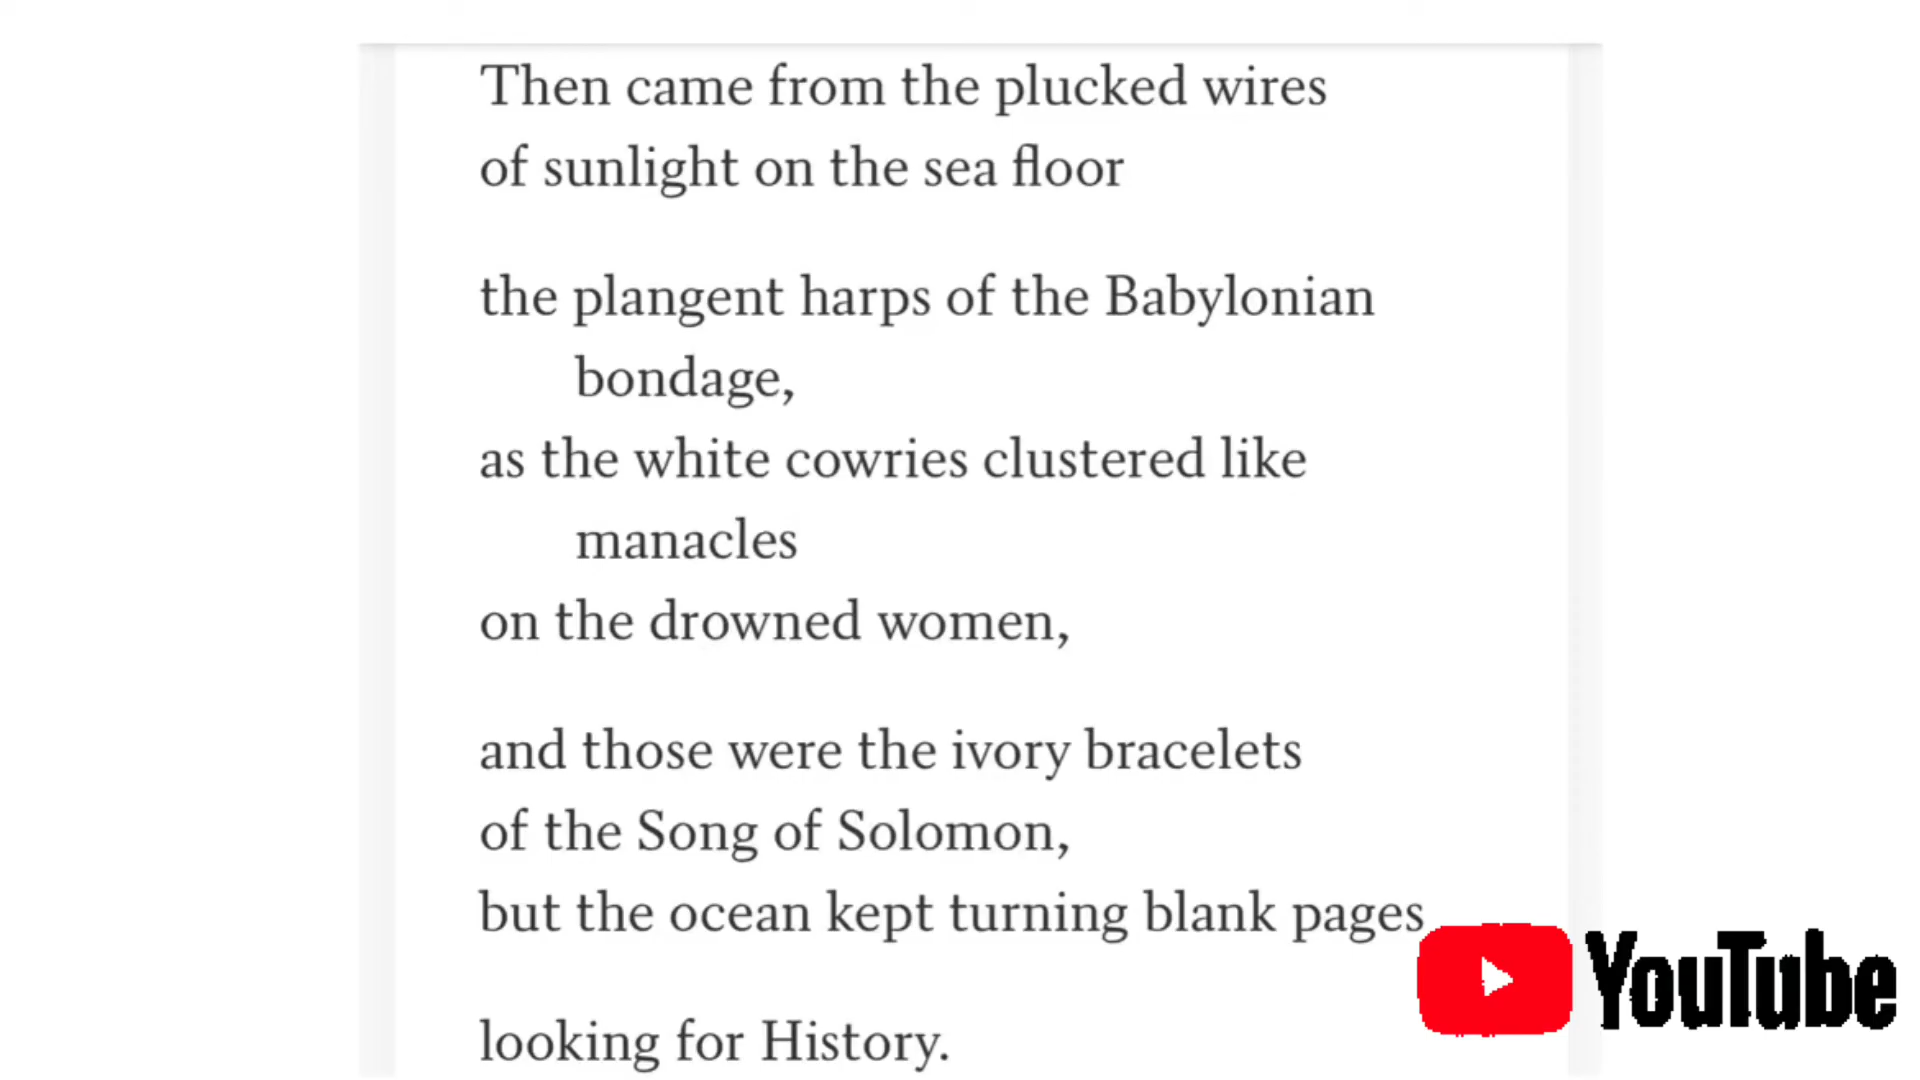 Then came from the plucked wires
of sunlight on the sea floor
the plangent harps of the Babylonian
bondage,
as the white cowries clustered like
manacles
on the drowned women,
and those were the ivory bracelets
of the Song of Solomon,
but the ocean kept turning blank pages
looking for History.
YouTube